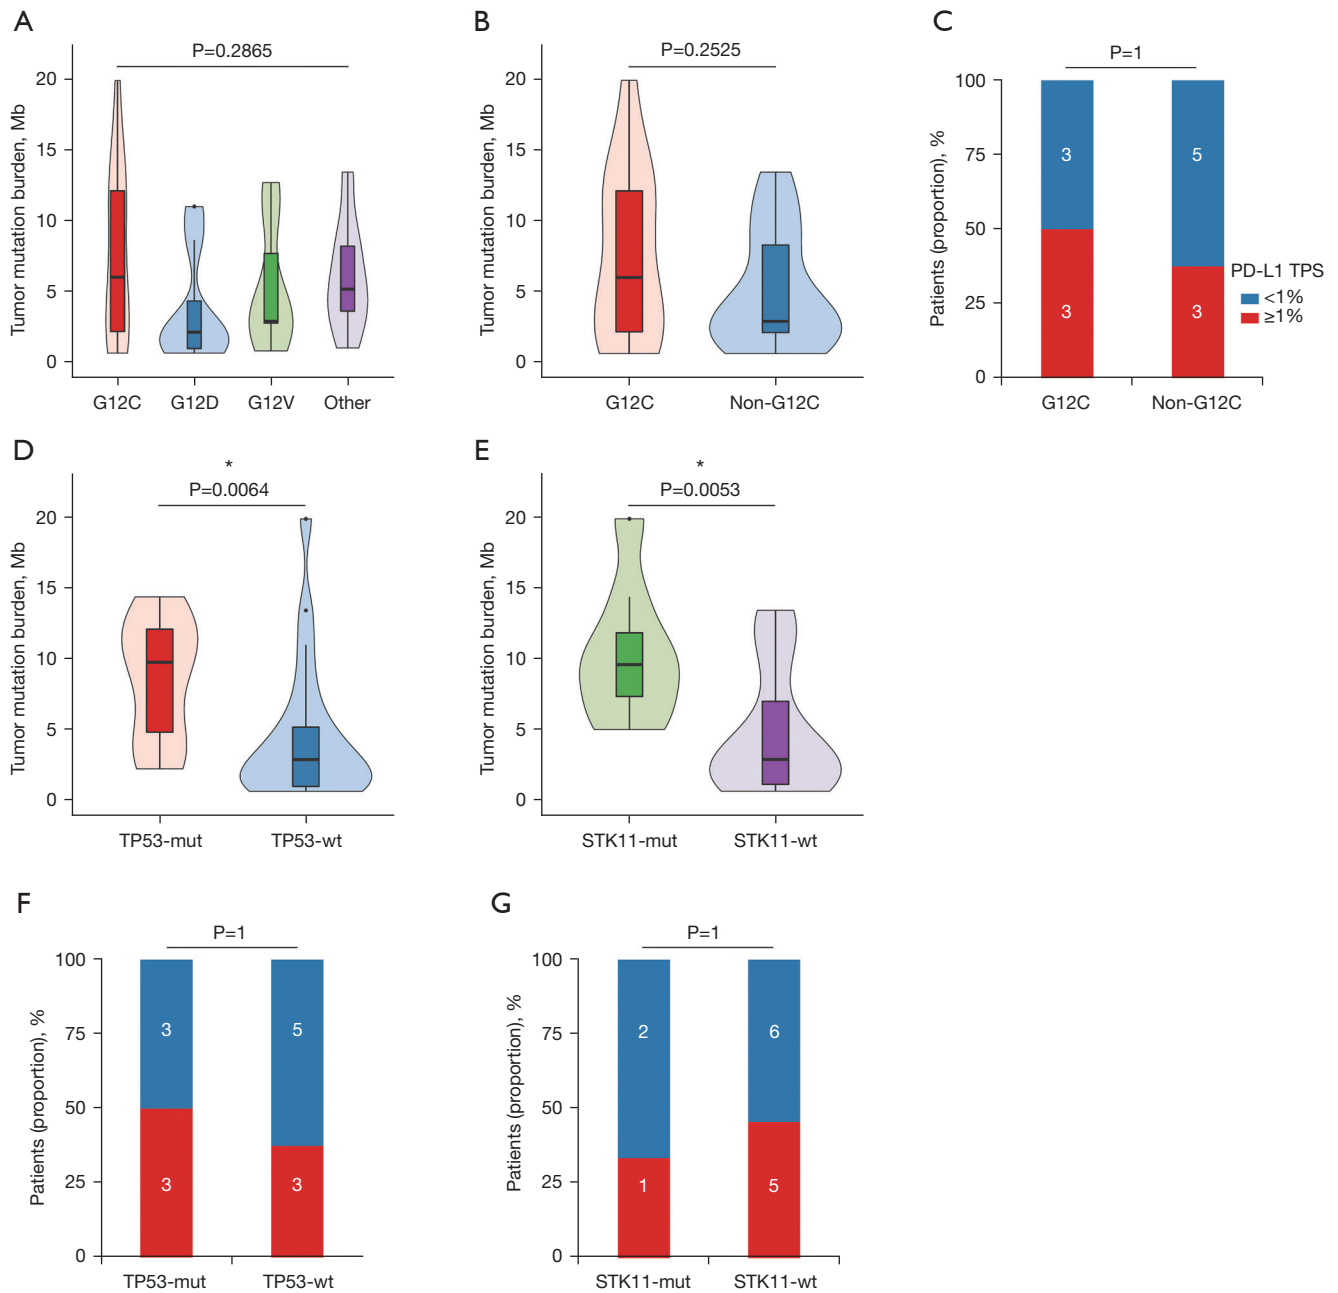 A
P=0.2865
Tumor mutation burden, Mb
20
15
10
5
0
G12C G12D G12V Other
B
P=0.2525
Tumor mutation burden, Mb
20
15
10
5
0
G12C Non-G12C
C
P=1
Patients (proportion), %
100
75
50
25
0
3 5
3 3
G12C Non-G12C
PD-L1 TPS
<1%
≥1%
D
*
P=0.0064
Tumor mutation burden, Mb
20
15
10
5
0
TP53-mut TP53-wt
E
*
P=0.0053
Tumor mutation burden, Mb
20
15
10
5
0
STK11-mut STK11-wt
F
P=1
Patients (proportion), %
100
75
50
25
0
3 5
3 3
TP53-mut TP53-wt
G
P=1
Patients (proportion), %
100
75
50
25
0
2 6
1 5
STK11-mut STK11-wt